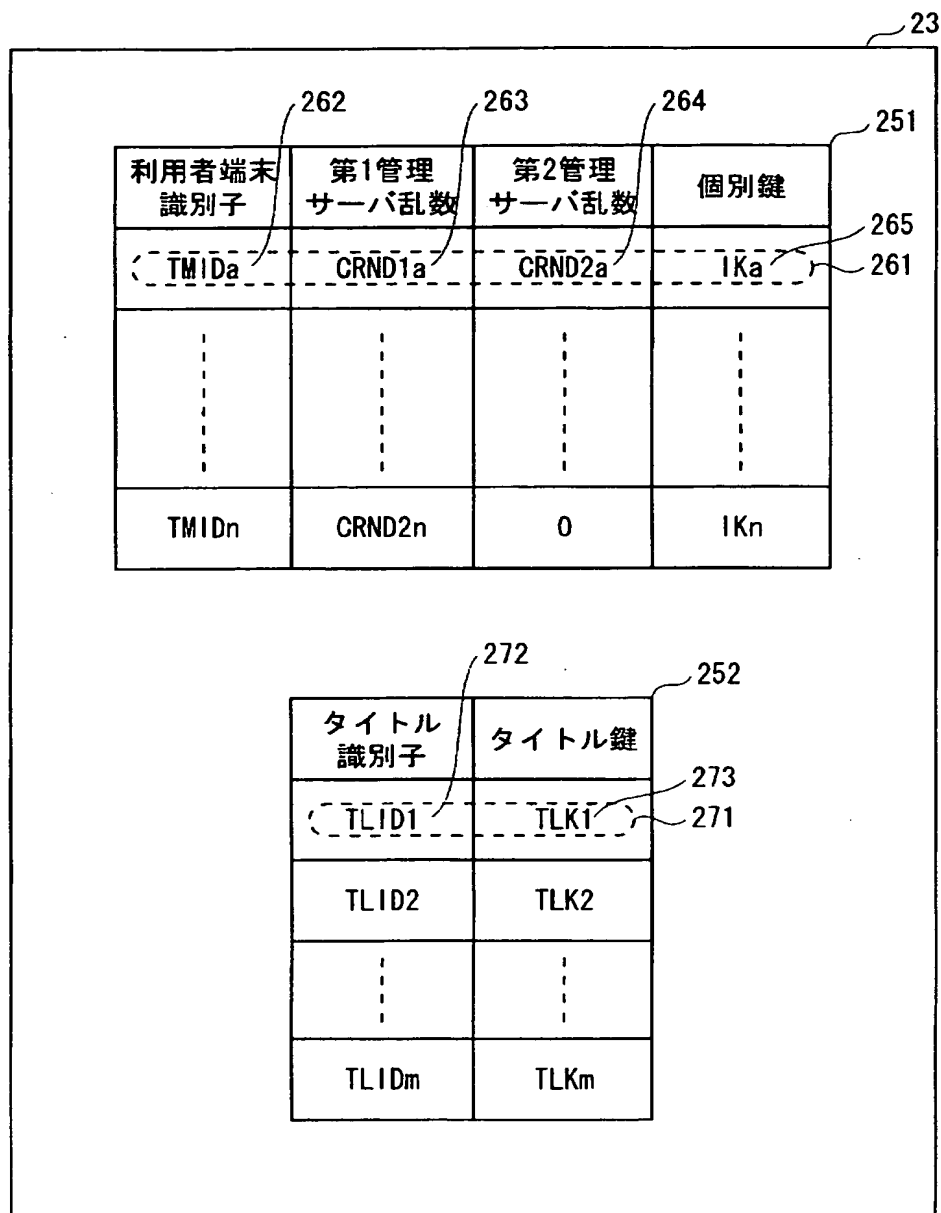 23
262
263
264
251
利用者端末
識別子
第1管理
サーバ乱数
第2管理
サーバ乱数
個別鍵
265
TMIDa
CRND1a
CRND2a
IKa
261
TMIDn
CRND2n
0
IKn
272
252
タイトル
識別子
タイトル鍵
273
TLID1
TLK1
271
TLID2
TLK2
TLIDm
TLKm